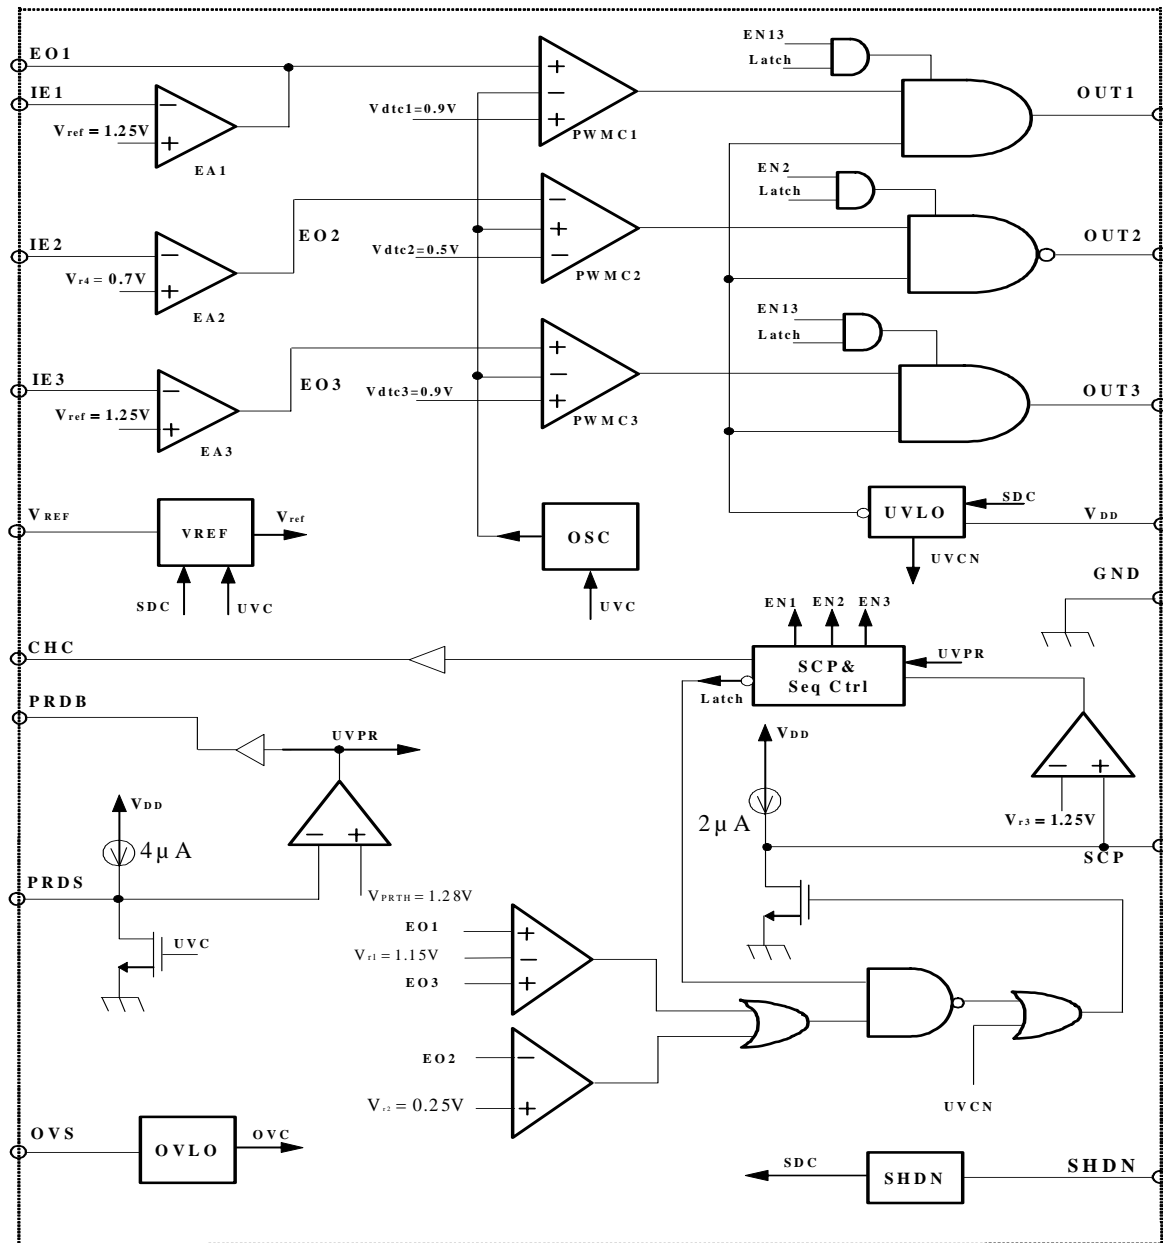 EO1
IE1
Vref = 1.25V
−
+
EA1
Vdtc1=0.9V
+
−
+
PWMC1
EN13
Latch
OUT1
IE2
Vr4 = 0.7V
−
+
EA2
EO2
Vdtc2=0.5V
−
+
−
PWMC2
EN2
Latch
OUT2
IE3
Vref = 1.25V
−
+
EA3
EO3
Vdtc3=0.9V
+
−
+
PWMC3
EN13
Latch
OUT3
VREF
VREF
Vref
SDC
UVC
OSC
UVC
UVLO
SDC
VDD
UVCN
GND
CHC
EN1
EN2
EN3
SCP&
Seq Ctrl
UVPR
Latch
PRDB
UVPR
VDD
4µA
−
+
PRDS
VPRTH = 1.28V
UVC
VDD
2µA
−
+
Vr3 = 1.25V
SCP
EO1
Vr1 = 1.15V
EO3
+
−
+
EO2
Vr2 = 0.25V
−
+
UVCN
OVS
OVLO
OVC
SDC
SHDN
SHDN